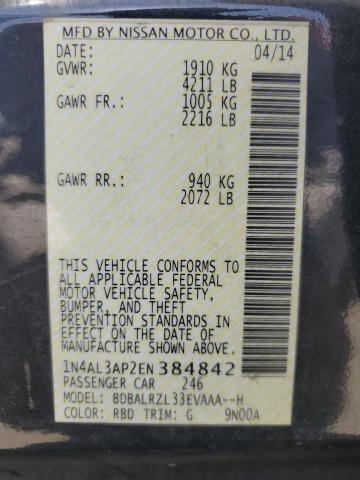 MFD BY NISSAN MOTOR CO., LTD.
DATE: 04/14
GVWR: 1910 KG
4211 LB
GAWR FR.: 1005 KG
2216 LB
GAWR RR.: 940 KG
2072 LB
THIS VEHICLE CONFORMS TO
ALL APPLICABLE FEDERAL
MOTOR VEHICLE SAFETY,
BUMPER, AND THEFT
PREVENTION STANDARDS IN
EFFECT ON THE DATE OF
MANUFACTURE SHOWN ABOVE.
1N4AL3AP2EN384842
PASSENGER CAR 246
MODEL: BDBALRZL33EVAAA--H
COLOR: RBD TRIM: G 9N00A